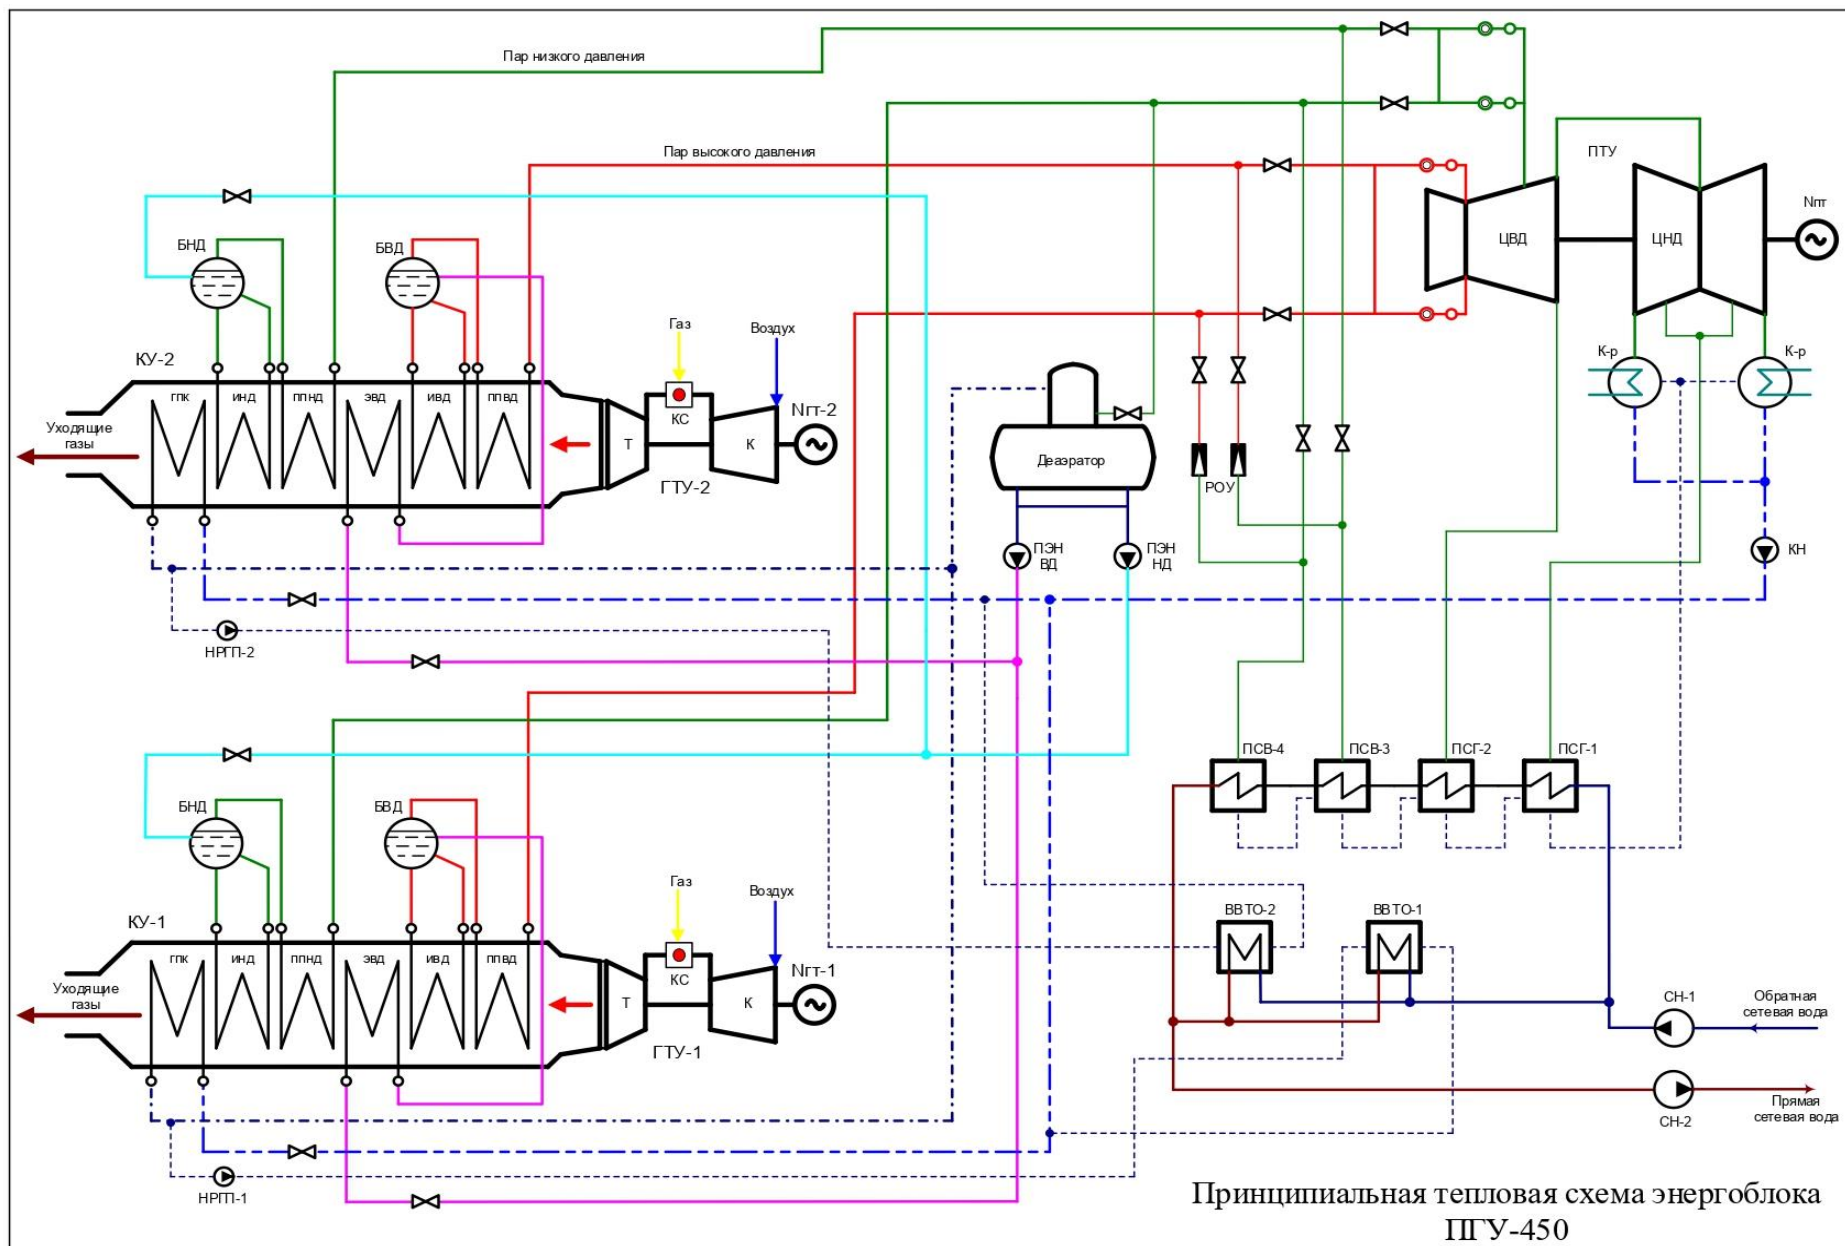 Пар низкого давления
Пар высокого давления
ПТУ
Nпт
ЦВД
ЦНД
БНД
БВД
Газ
Воздух
КУ-2
К-р
К-р
гпк
инд
ппнд
эвд
ивд
ппвд
КС
Nгт-2
Уходящие
газы
Т
К
ГТУ-2
Деаэратор
РОУ
ПЭН
ВД
ПЭН
НД
КН
НРГП-2
ПСВ-4
ПСВ-3
ПСГ-2
ПСГ-1
БНД
БВД
Газ
Воздух
КУ-1
ВВТО-2
ВВТО-1
гпк
инд
ппнд
эвд
ивд
ппвд
КС
Nгт-1
Уходящие
газы
Т
К
ГТУ-1
СН-1
Обратная
сетевая вода
СН-2
Прямая
сетевая вода
НРГП-1
Принципиальная тепловая схема энергоблока
ПГУ-450